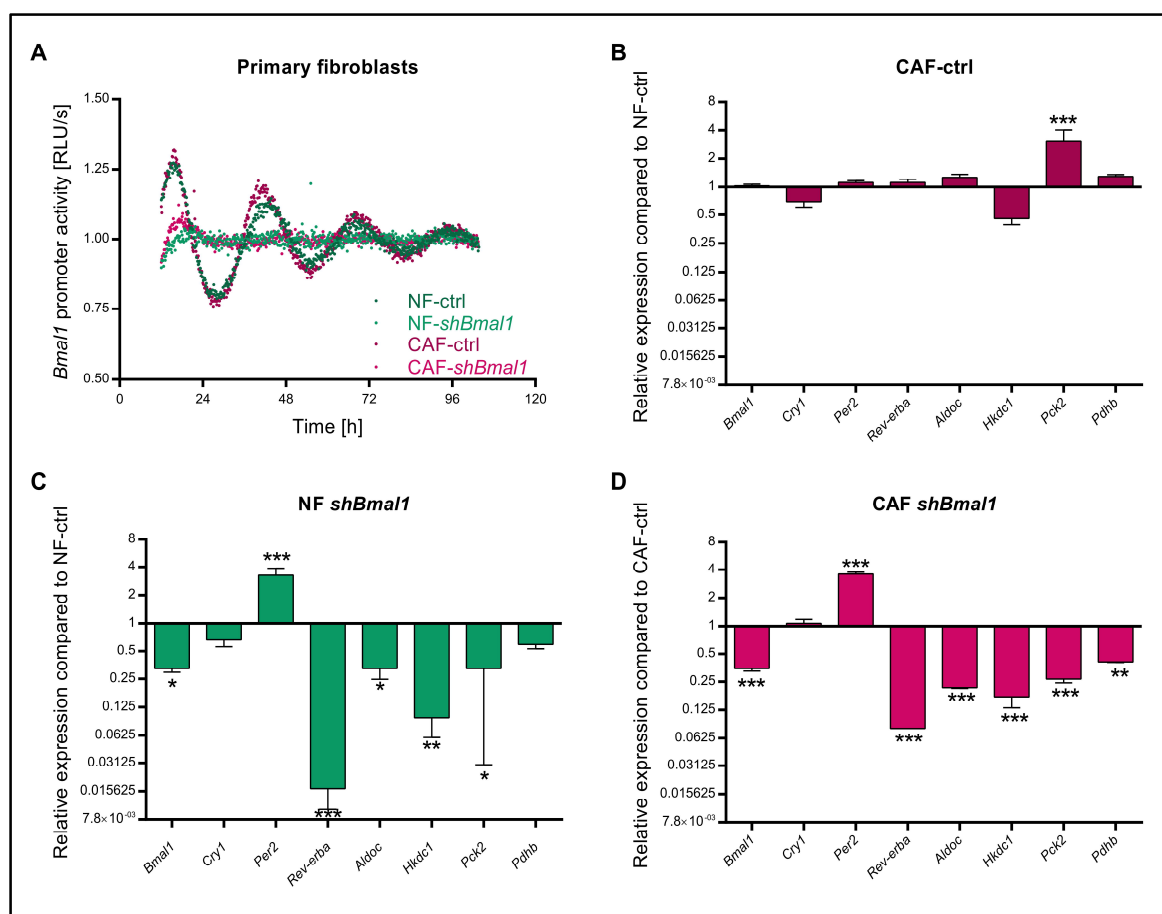 A
Primary fibroblasts
Bmal1 promoter activity [RLU/s]
1.50
1.25
1.00
0.75
0.50
0
24
48
72
96
120
Time [h]
NF-ctrl
NF-shBmal1
CAF-ctrl
CAF-shBmal1
B
CAF-ctrl
Relative expression compared to NF-ctrl
8
4
2
1
0.5
0.25
0.125
0.0625
0.03125
0.015625
7.8×10⁻⁰³
***
Bmal1
Cry1
Per2
Rev-erba
Aldoc
Hkdc1
Pck2
Pdhb
C
NF shBmal1
Relative expression compared to NF-ctrl
8
4
2
1
0.5
0.25
0.125
0.0625
0.03125
0.015625
7.8×10⁻⁰³
*
***
***
*
**
*
Bmal1
Cry1
Per2
Rev-erba
Aldoc
Hkdc1
Pck2
Pdhb
D
CAF shBmal1
Relative expression compared to CAF-ctrl
8
4
2
1
0.5
0.25
0.125
0.0625
0.03125
0.015625
7.8×10⁻⁰³
***
***
***
***
***
***
**
Bmal1
Cry1
Per2
Rev-erba
Aldoc
Hkdc1
Pck2
Pdhb